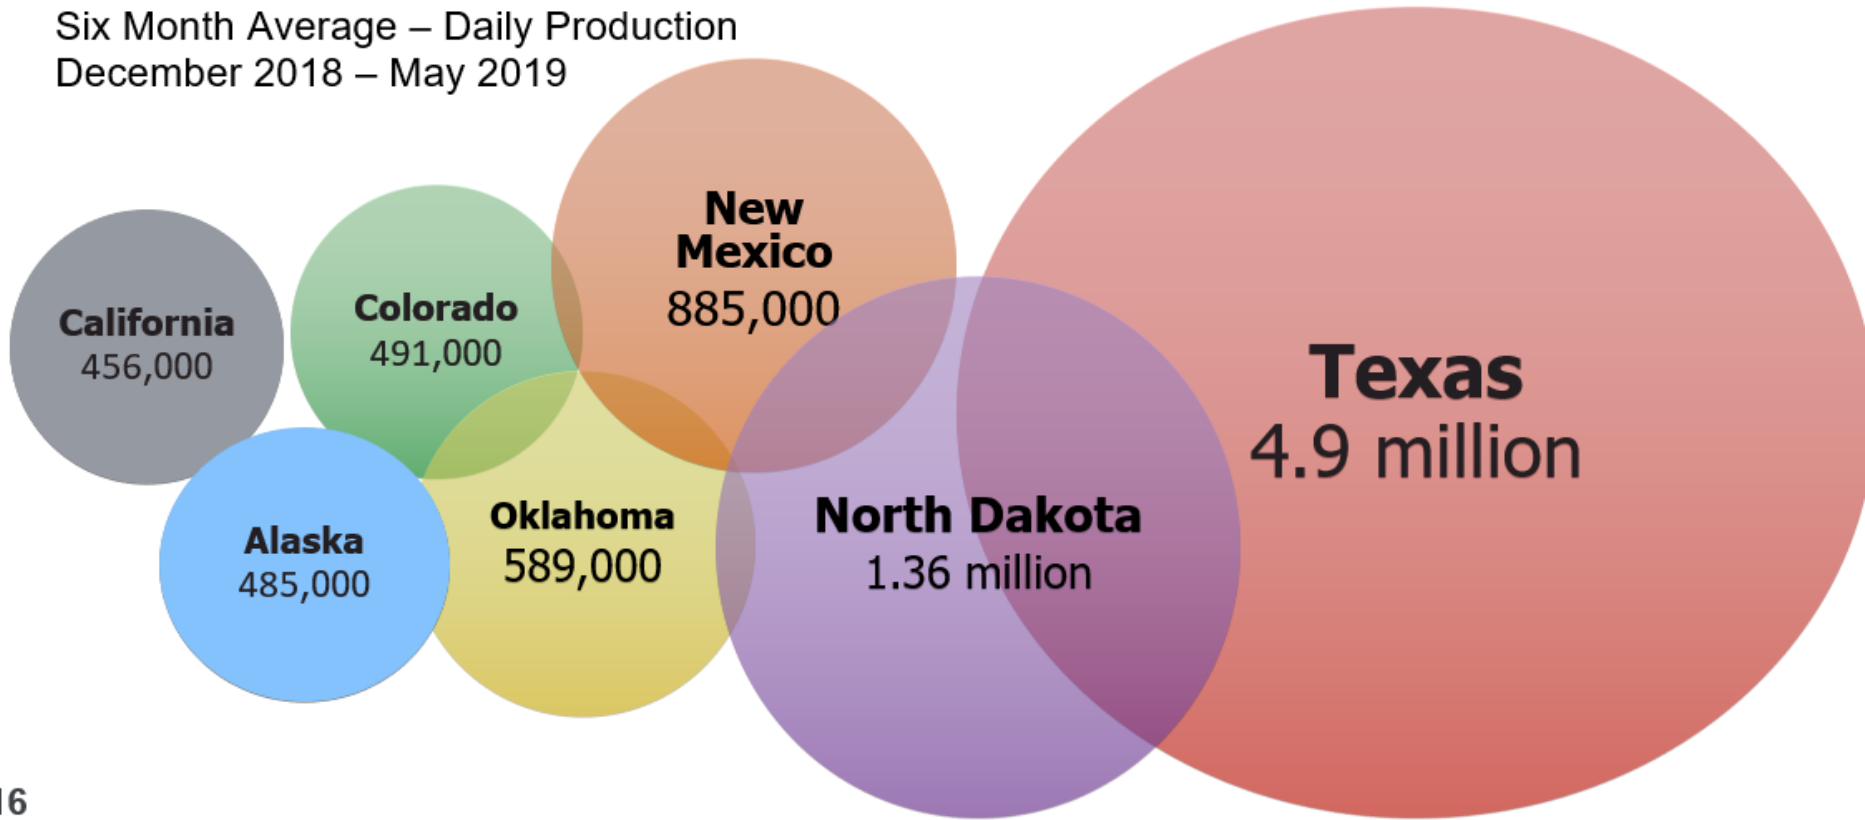 Six Month Average – Daily Production
December 2018 – May 2019
California
456,000
Colorado
491,000
New
Mexico
885,000
Alaska
485,000
Oklahoma
589,000
North Dakota
1.36 million
Texas
4.9 million
16